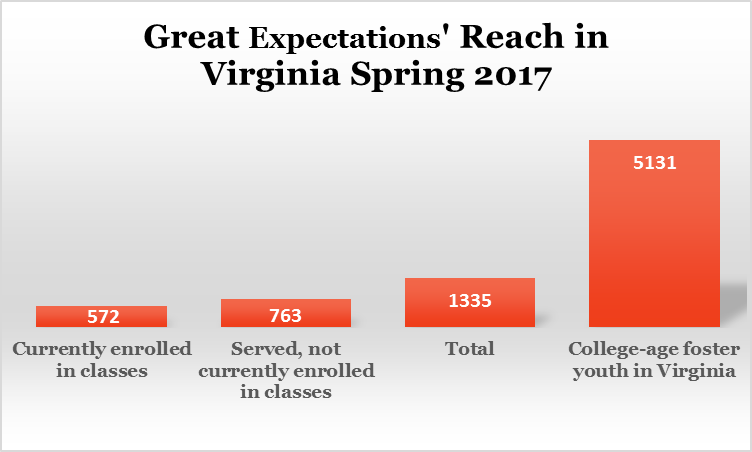 Great Expectations' Reach in
Virginia Spring 2017
572
763
1335
5131
Currently enrolled
in classes
Served, not
currently enrolled
in classes
Total
College-age foster
youth in Virginia